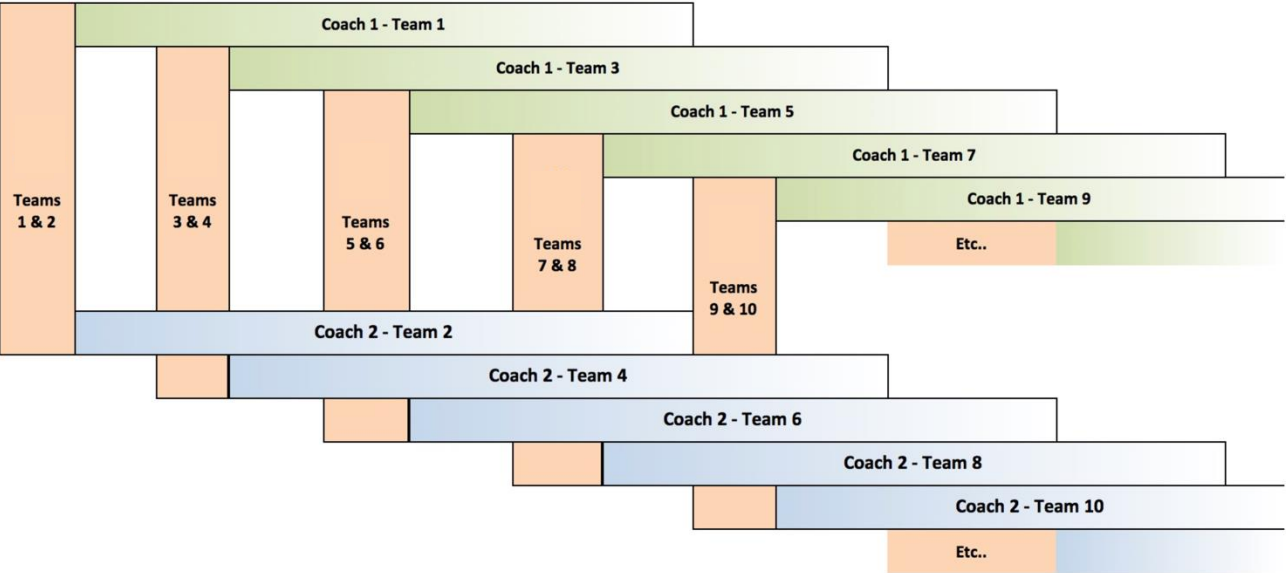 Coach 1 - Team 1
Coach 1 - Team 3
Coach 1 - Team 5
Coach 1 - Team 7
Coach 1 - Team 9
Teams
1 & 2
Teams
3 & 4
Teams
5 & 6
Teams
7 & 8
Teams
9 & 10
Etc..
Coach 2 - Team 2
Coach 2 - Team 4
Coach 2 - Team 6
Coach 2 - Team 8
Coach 2 - Team 10
Etc..